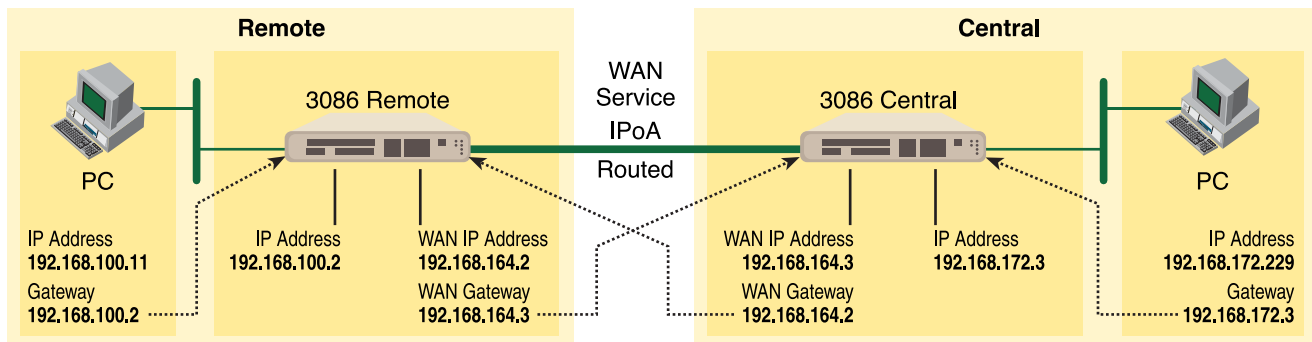 Remote
Central
PC
3086 Remote
WAN
Service
IPoA
Routed
3086 Central
PC
IP Address
192.168.100.11
Gateway
192.168.100.2
IP Address
192.168.100.2
WAN IP Address
192.168.164.2
WAN Gateway
192.168.164.3
WAN IP Address
192.168.164.3
WAN Gateway
192.168.164.2
IP Address
192.168.172.3
IP Address
192.168.172.229
Gateway
192.168.172.3